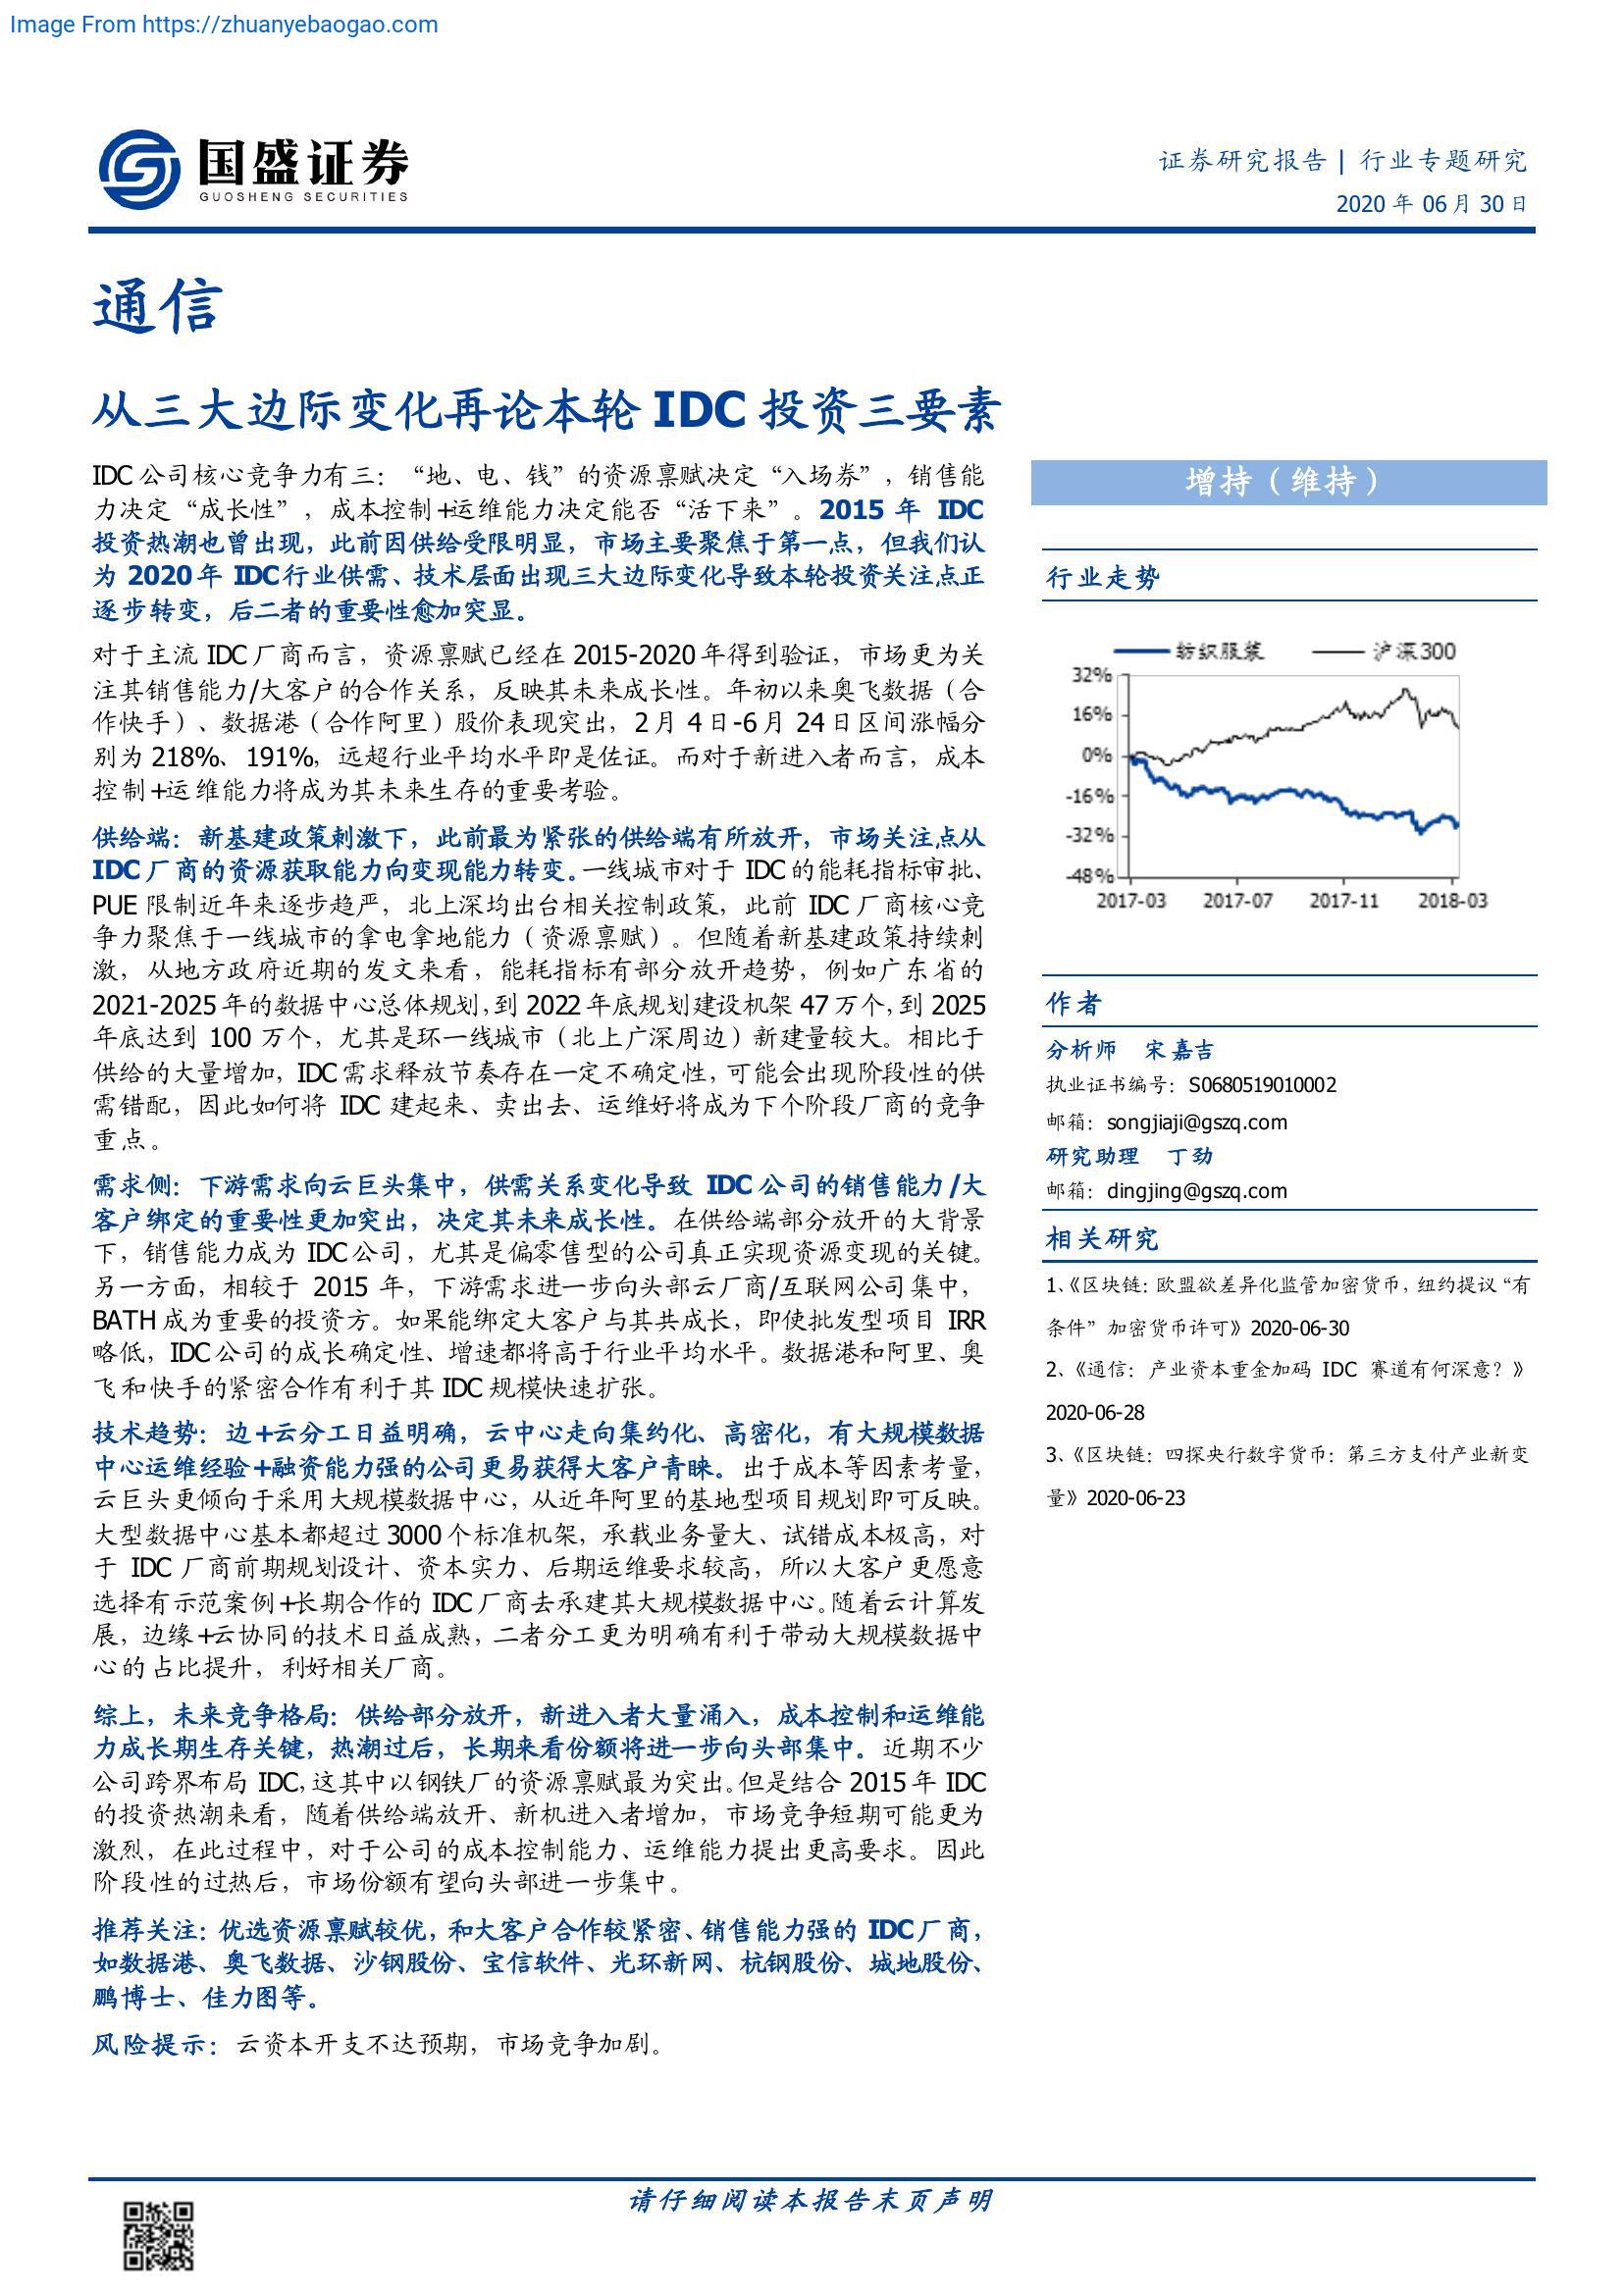 Image From https://zhuanyebaogao.com
国盛证券
GUOSHENG SECURITIES
证券研究报告 | 行业专题研究
2020 年 06 月 30 日
通信
从三大边际变化再论本轮 IDC 投资三要素
IDC 公司核心竞争力有三：“地、电、钱”的资源禀赋决定“入场券”，销售能
力决定“成长性”，成本控制+运维能力决定能否“活下来”。2015 年 IDC
投资热潮也曾出现，此前因供给受限明显，市场主要聚焦于第一点，但我们认
为 2020 年 IDC 行业供需、技术层面出现三大边际变化导致本轮投资关注点正
逐步转变，后二者的重要性愈加突显。
对于主流 IDC 厂商而言，资源禀赋已经在 2015-2020 年得到验证，市场更为关
注其销售能力/大客户的合作关系，反映其未来成长性。年初以来奥飞数据（合
作快手）、数据港（合作阿里）股价表现突出，2 月 4 日-6 月 24 日区间涨幅分
别为 218%、191%，远超行业平均水平即是佐证。而对于新进入者而言，成本
控制+运维能力将成为其未来生存的重要考验。
供给端：新基建政策刺激下，此前最为紧张的供给端有所放开，市场关注点从
IDC 厂商的资源获取能力向变现能力转变。一线城市对于 IDC 的能耗指标审批、
PUE 限制近年来逐步趋严，北上深均出台相关控制政策，此前 IDC 厂商核心竞
争力聚焦于一线城市的拿电拿地能力（资源禀赋）。但随着新基建政策持续刺
激，从地方政府近期的发文来看，能耗指标有部分放开趋势，例如广东省的
2021-2025 年的数据中心总体规划，到 2022 年底规划建设机架 47 万个，到 2025
年底达到 100 万个，尤其是环一线城市（北上广深周边）新建量较大。相比于
供给的大量增加，IDC 需求释放节奏存在一定不确定性，可能会出现阶段性的供
需错配，因此如何将 IDC 建起来、卖出去、运维好将成为下个阶段厂商的竞争
重点。
需求侧：下游需求向云巨头集中，供需关系变化导致 IDC 公司的销售能力/大
客户绑定的重要性更加突出，决定其未来成长性。在供给端部分放开的大背景
下，销售能力成为 IDC 公司，尤其是偏零售型的公司真正实现资源变现的关键。
另一方面，相较于 2015 年，下游需求进一步向头部云厂商/互联网公司集中，
BATH 成为重要的投资方。如果能绑定大客户与其共成长，即使批发型项目 IRR
略低，IDC 公司的成长确定性、增速都将高于行业平均水平。数据港和阿里、奥
飞和快手的紧密合作有利于其 IDC 规模快速扩张。
技术趋势：边+云分工日益明确，云中心走向集约化、高密化，有大规模数据
中心运维经验+融资能力强的公司更易获得大客户青睐。出于成本等因素考量，
云巨头更倾向于采用大规模数据中心，从近年阿里的基地型项目规划即可反映。
大型数据中心基本都超过 3000 个标准机架，承载业务量大、试错成本极高，对
于 IDC 厂商前期规划设计、资本实力、后期运维要求较高，所以大客户更愿意
选择有示范案例+长期合作的 IDC 厂商去承建其大规模数据中心。随着云计算发
展，边缘+云协同的技术日益成熟，二者分工更为明确有利于带动大规模数据中
心的占比提升，利好相关厂商。
综上，未来竞争格局：供给部分放开，新进入者大量涌入，成本控制和运维能
力成长期生存关键，热潮过后，长期来看份额将进一步向头部集中。近期不少
公司跨界布局 IDC，这其中以钢铁厂的资源禀赋最为突出。但是结合 2015 年 IDC
的投资热潮来看，随着供给端放开、新机进入者增加，市场竞争短期可能更为
激烈，在此过程中，对于公司的成本控制能力、运维能力提出更高要求。因此
阶段性的过热后，市场份额有望向头部进一步集中。
推荐关注：优选资源禀赋较优，和大客户合作较紧密、销售能力强的 IDC 厂商，
如数据港、奥飞数据、沙钢股份、宝信软件、光环新网、杭钢股份、城地股份、
鹏博士、佳力图等。
风险提示：云资本开支不达预期，市场竞争加剧。
增持（维持）
行业走势
纺织服装 沪深300
32%
16%
0%
-16%
-32%
-48%
2017-03 2017-07 2017-11 2018-03
作者
分析师 宋嘉吉
执业证书编号：S0680519010002
邮箱：songjiaji@gszq.com
研究助理 丁劲
邮箱：dingjing@gszq.com
相关研究
1、《区块链：欧盟欲差异化监管加密货币，纽约提议“有
条件”加密货币许可》2020-06-30
2、《通信：产业资本重金加码 IDC 赛道有何深意？》
2020-06-28
3、《区块链：四探央行数字货币：第三方支付产业新变
量》2020-06-23
请仔细阅读本报告末页声明